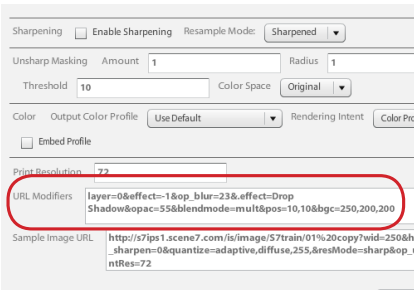 Sharpening Enable Sharpening Resample Mode: Sharpened
Unsharp Masking Amount 1 Radius 1
Threshold 10 Color Space Original
Color Output Color Profile Use Default Rendering Intent Color Pro
Embed Profile
Print Resolution 72
URL Modifiers layer=0&effect=-1&op_blur=23&.effect=Drop
Shadow&opac=55&blendmode=mult&pos=10,10&bgc=250,200,200
Sample Image URL http://s7ips1.scene7.com/is/image/S7train/01%20copy?wid=250&h
_sharpen=0&quantize=adaptive,diffuse,255,&resMode=sharp&op_u
ntRes=72